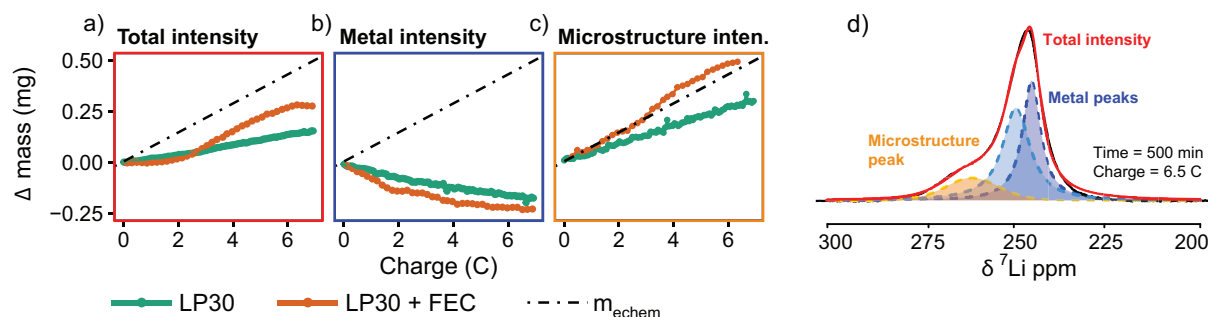 a)
Total intensity
b)
Metal intensity
c)
Microstructure inten.
d)
Δ mass (mg)
0.50
0.25
0.00
−0.25
0 2 4 6
0 2 4 6
0 2 4 6
Charge (C)
LP30
LP30 + FEC
mechem
Total intensity
Metal peaks
Microstructure
peak
Time = 500 min
Charge = 6.5 C
300 275 250 225 200
δ ⁷Li ppm